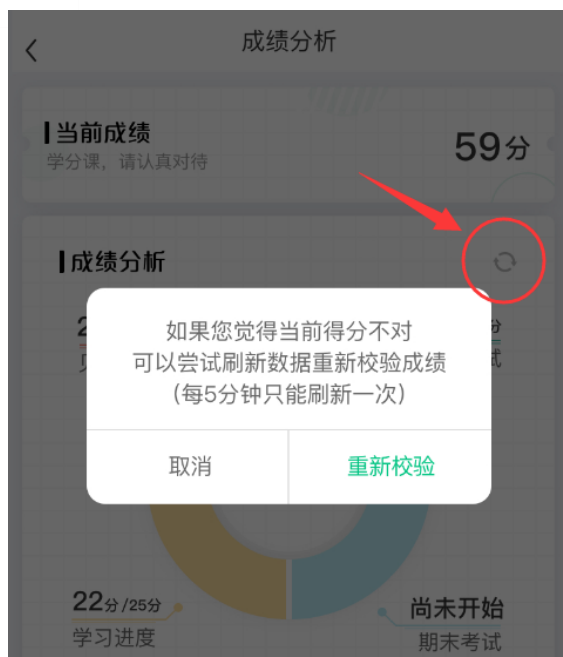 成绩分析
当前成绩
59分
学分课，请认真对待
成绩分析
如果您觉得当前得分不对
可以尝试刷新数据重新校验成绩
（每5分钟只能刷新一次）
取消
重新校验
22分/25分
学习进度
尚未开始
期末考试